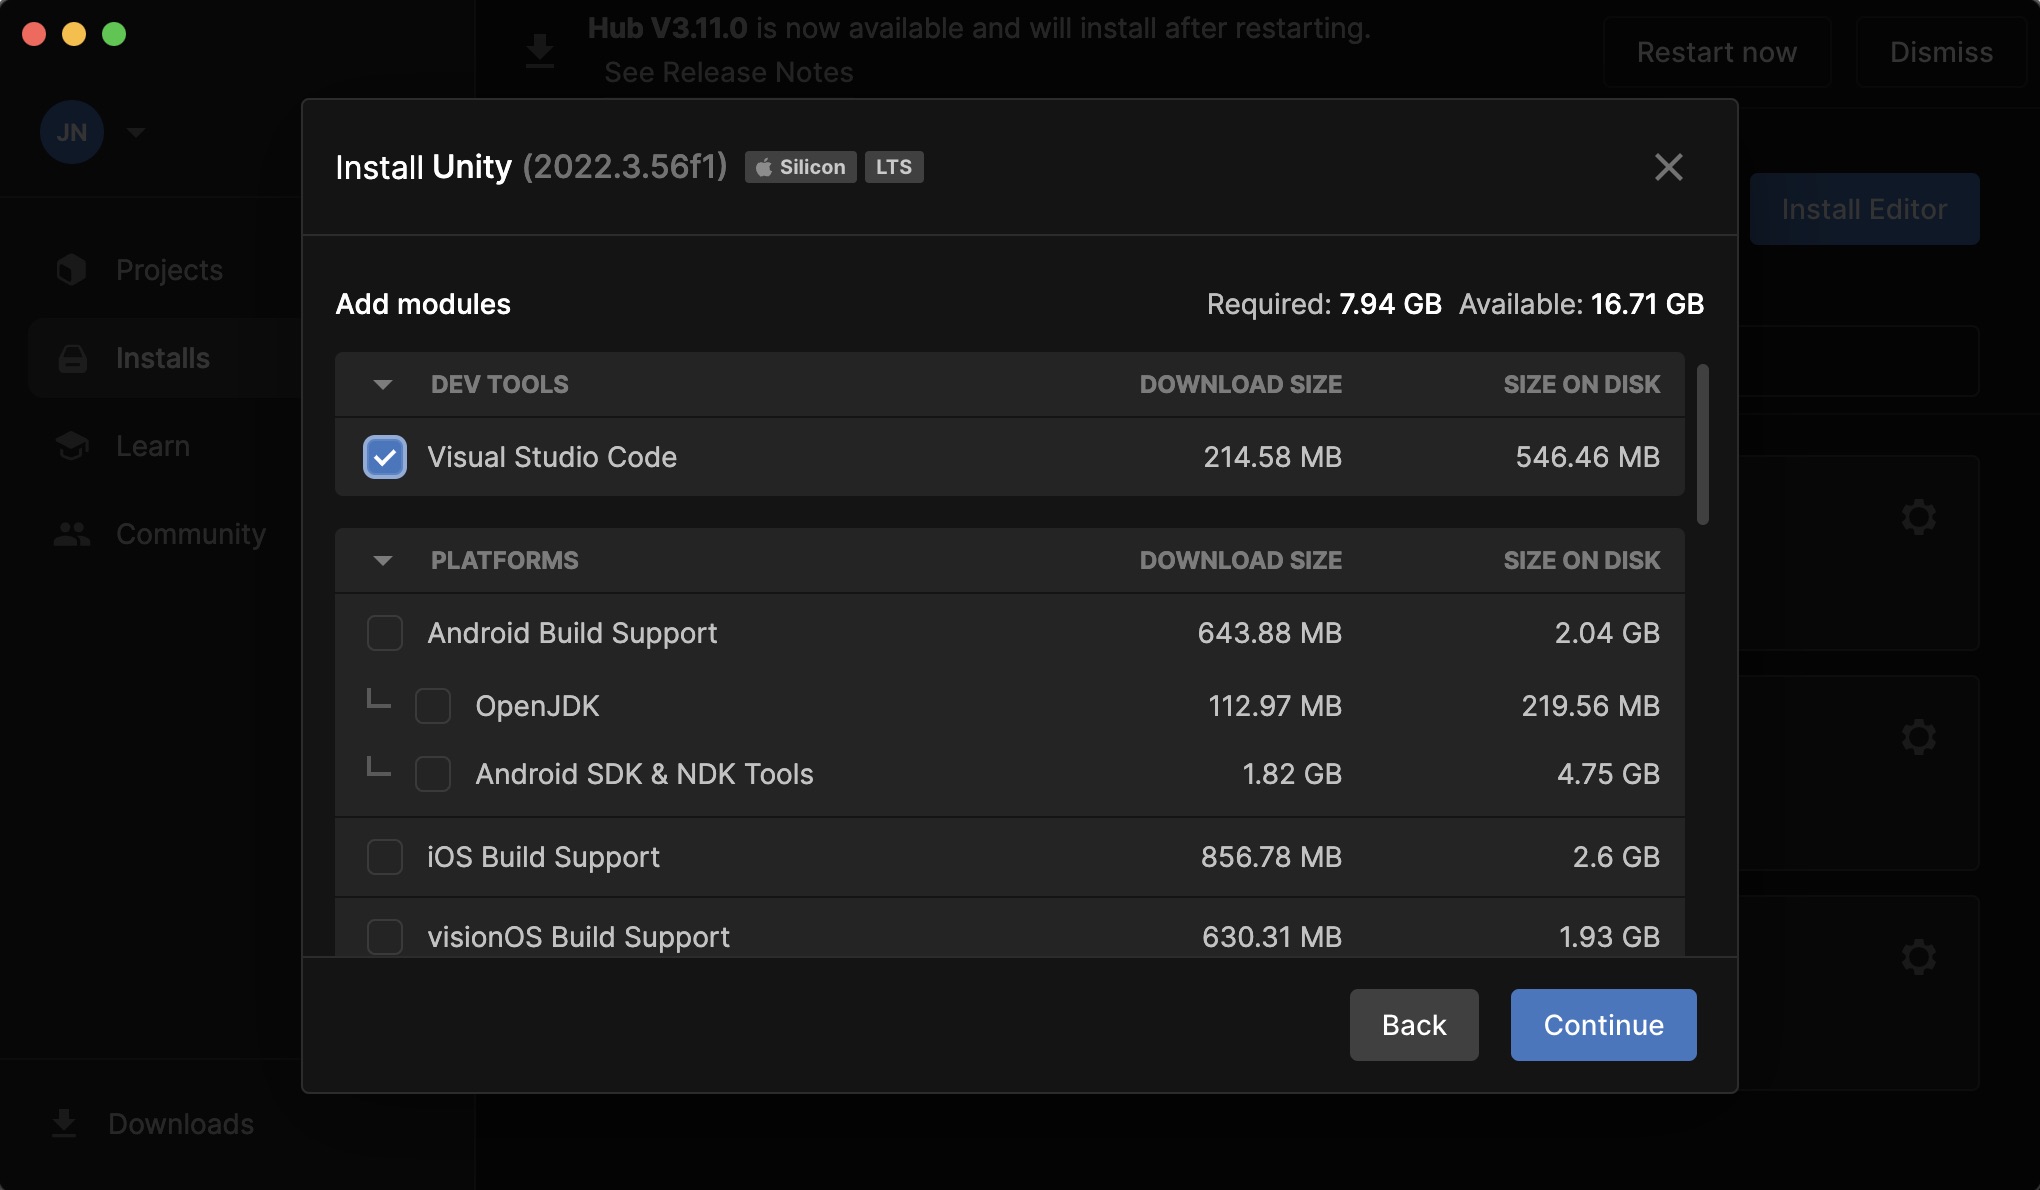 Hub V3.11.0 is now available and will install after restarting.
See Release Notes
Restart now
Dismiss
JN
Projects
Installs
Learn
Community
Downloads
Install Editor
Install Unity (2022.3.56f1) Silicon LTS
Add modules
Required: 7.94 GB Available: 16.71 GB
DEV TOOLS DOWNLOAD SIZE SIZE ON DISK
Visual Studio Code 214.58 MB 546.46 MB
PLATFORMS DOWNLOAD SIZE SIZE ON DISK
Android Build Support 643.88 MB 2.04 GB
OpenJDK 112.97 MB 219.56 MB
Android SDK & NDK Tools 1.82 GB 4.75 GB
iOS Build Support 856.78 MB 2.6 GB
visionOS Build Support 630.31 MB 1.93 GB
Back
Continue